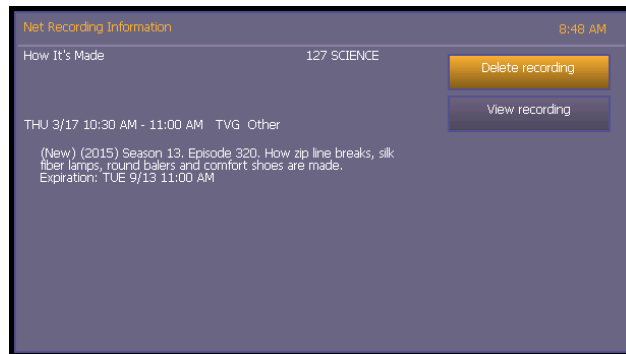 Net Recording Information 8:48 AM
How It's Made 127 SCIENCE
Delete recording
View recording
THU 3/17 10:30 AM - 11:00 AM TVG Other
(New) (2015) Season 13. Episode 320. How zip line breaks, silk
fiber lamps, round balers and comfort shoes are made.
Expiration: TUE 9/13 11:00 AM